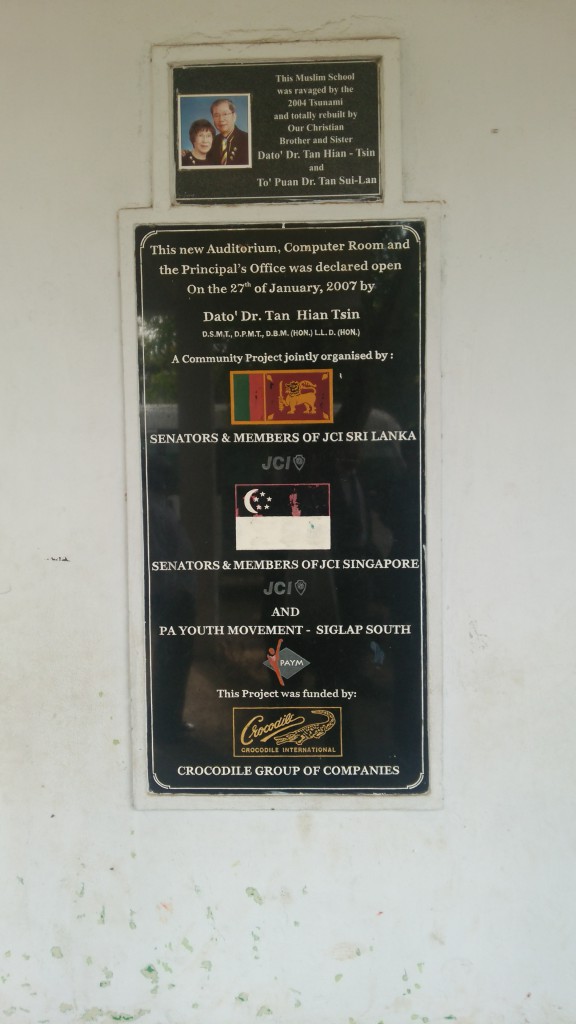 This Muslim School
was ravaged by the
2004 Tsunami
and totally rebuilt by
Our Christian
Brother and Sister
Dato' Dr. Tan Hian - Tsin
and
To' Puan Dr. Tan Sui-Lan
This new Auditorium, Computer Room and
the Principal's Office was declared open
On the 27th of January, 2007 by
Dato' Dr. Tan Hian Tsin
D.S.M.T., D.P.M.T., D.B.M. (HON.) L.L. D. (HON.)
A Community Project jointly organised by :
SENATORS & MEMBERS OF JCI SRI LANKA
JCI
SENATORS & MEMBERS OF JCI SINGAPORE
JCI
AND
PA YOUTH MOVEMENT - SIGLAP SOUTH
PAYM
This Project was funded by:
Crocodile
CROCODILE INTERNATIONAL
CROCODILE GROUP OF COMPANIES